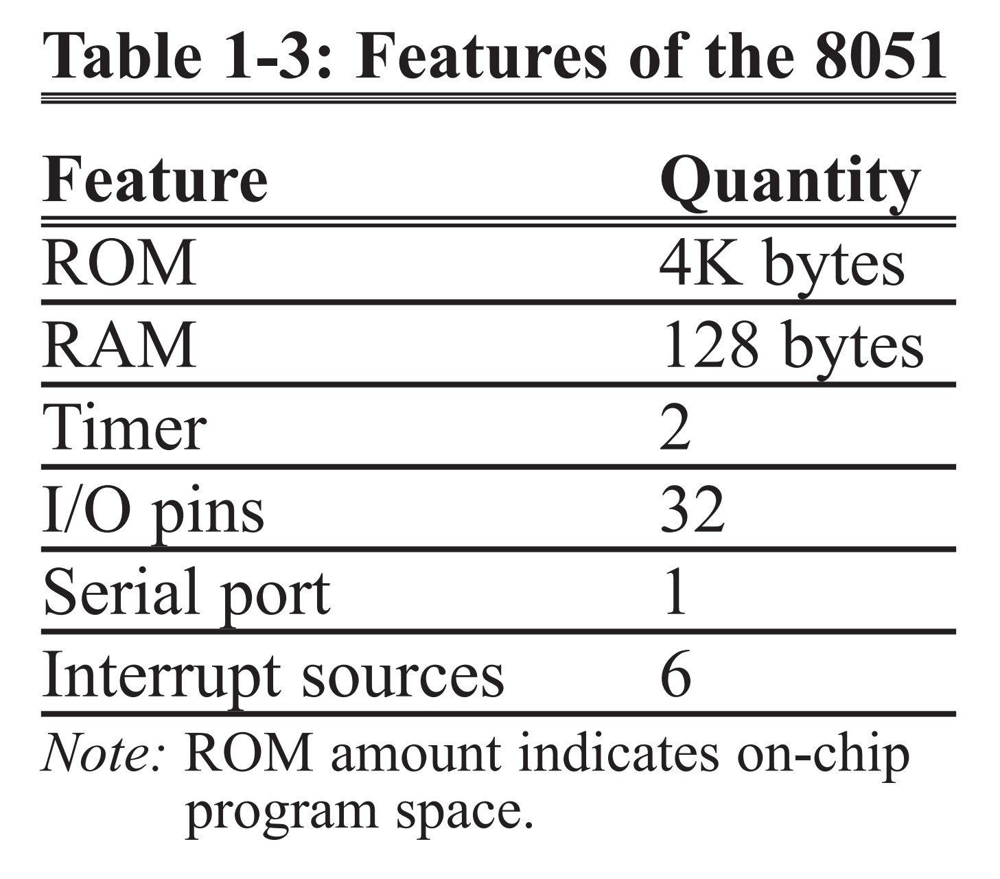 Table 1-3: Features of the 8051
Feature Quantity
ROM 4K bytes
RAM 128 bytes
Timer 2
I/O pins 32
Serial port 1
Interrupt sources 6
Note: ROM amount indicates on-chip
program space.